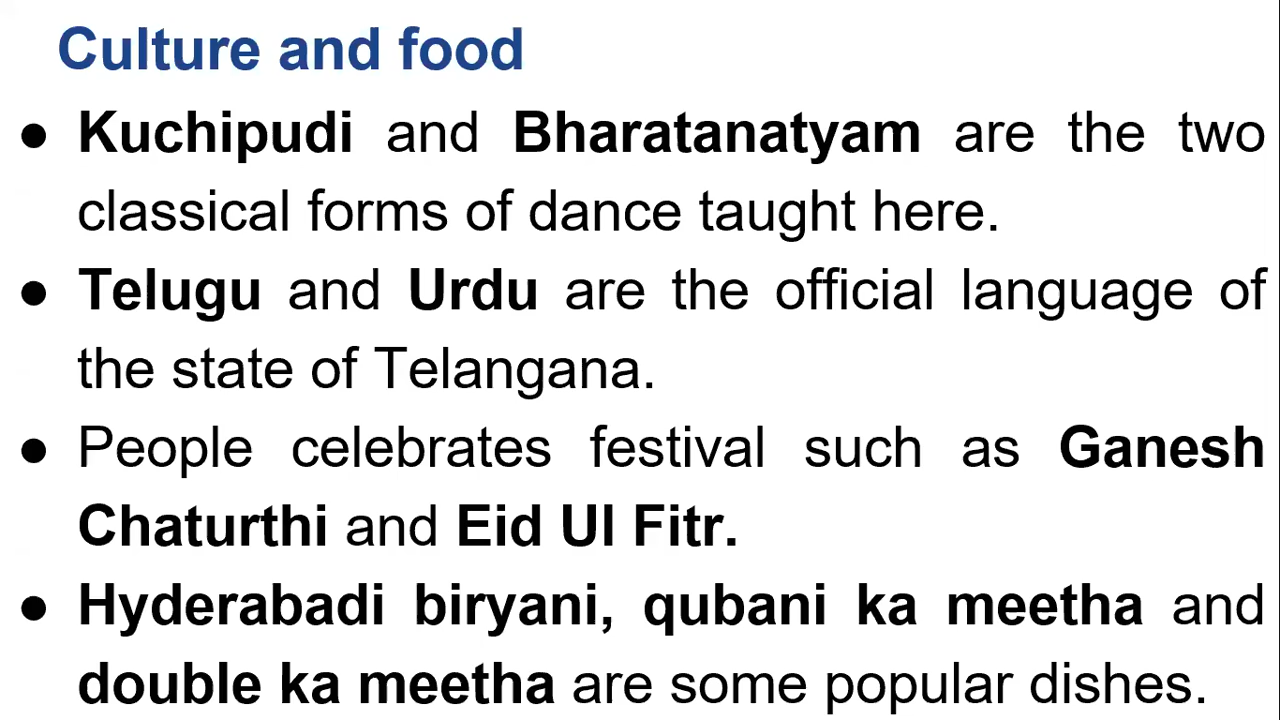 Culture and food
● Kuchipudi and Bharatanatyam are the two
classical forms of dance taught here.
● Telugu and Urdu are the official language of
the state of Telangana.
● People celebrates festival such as Ganesh
Chaturthi and Eid Ul Fitr.
● Hyderabadi biryani, qubani ka meetha and
double ka meetha are some popular dishes.